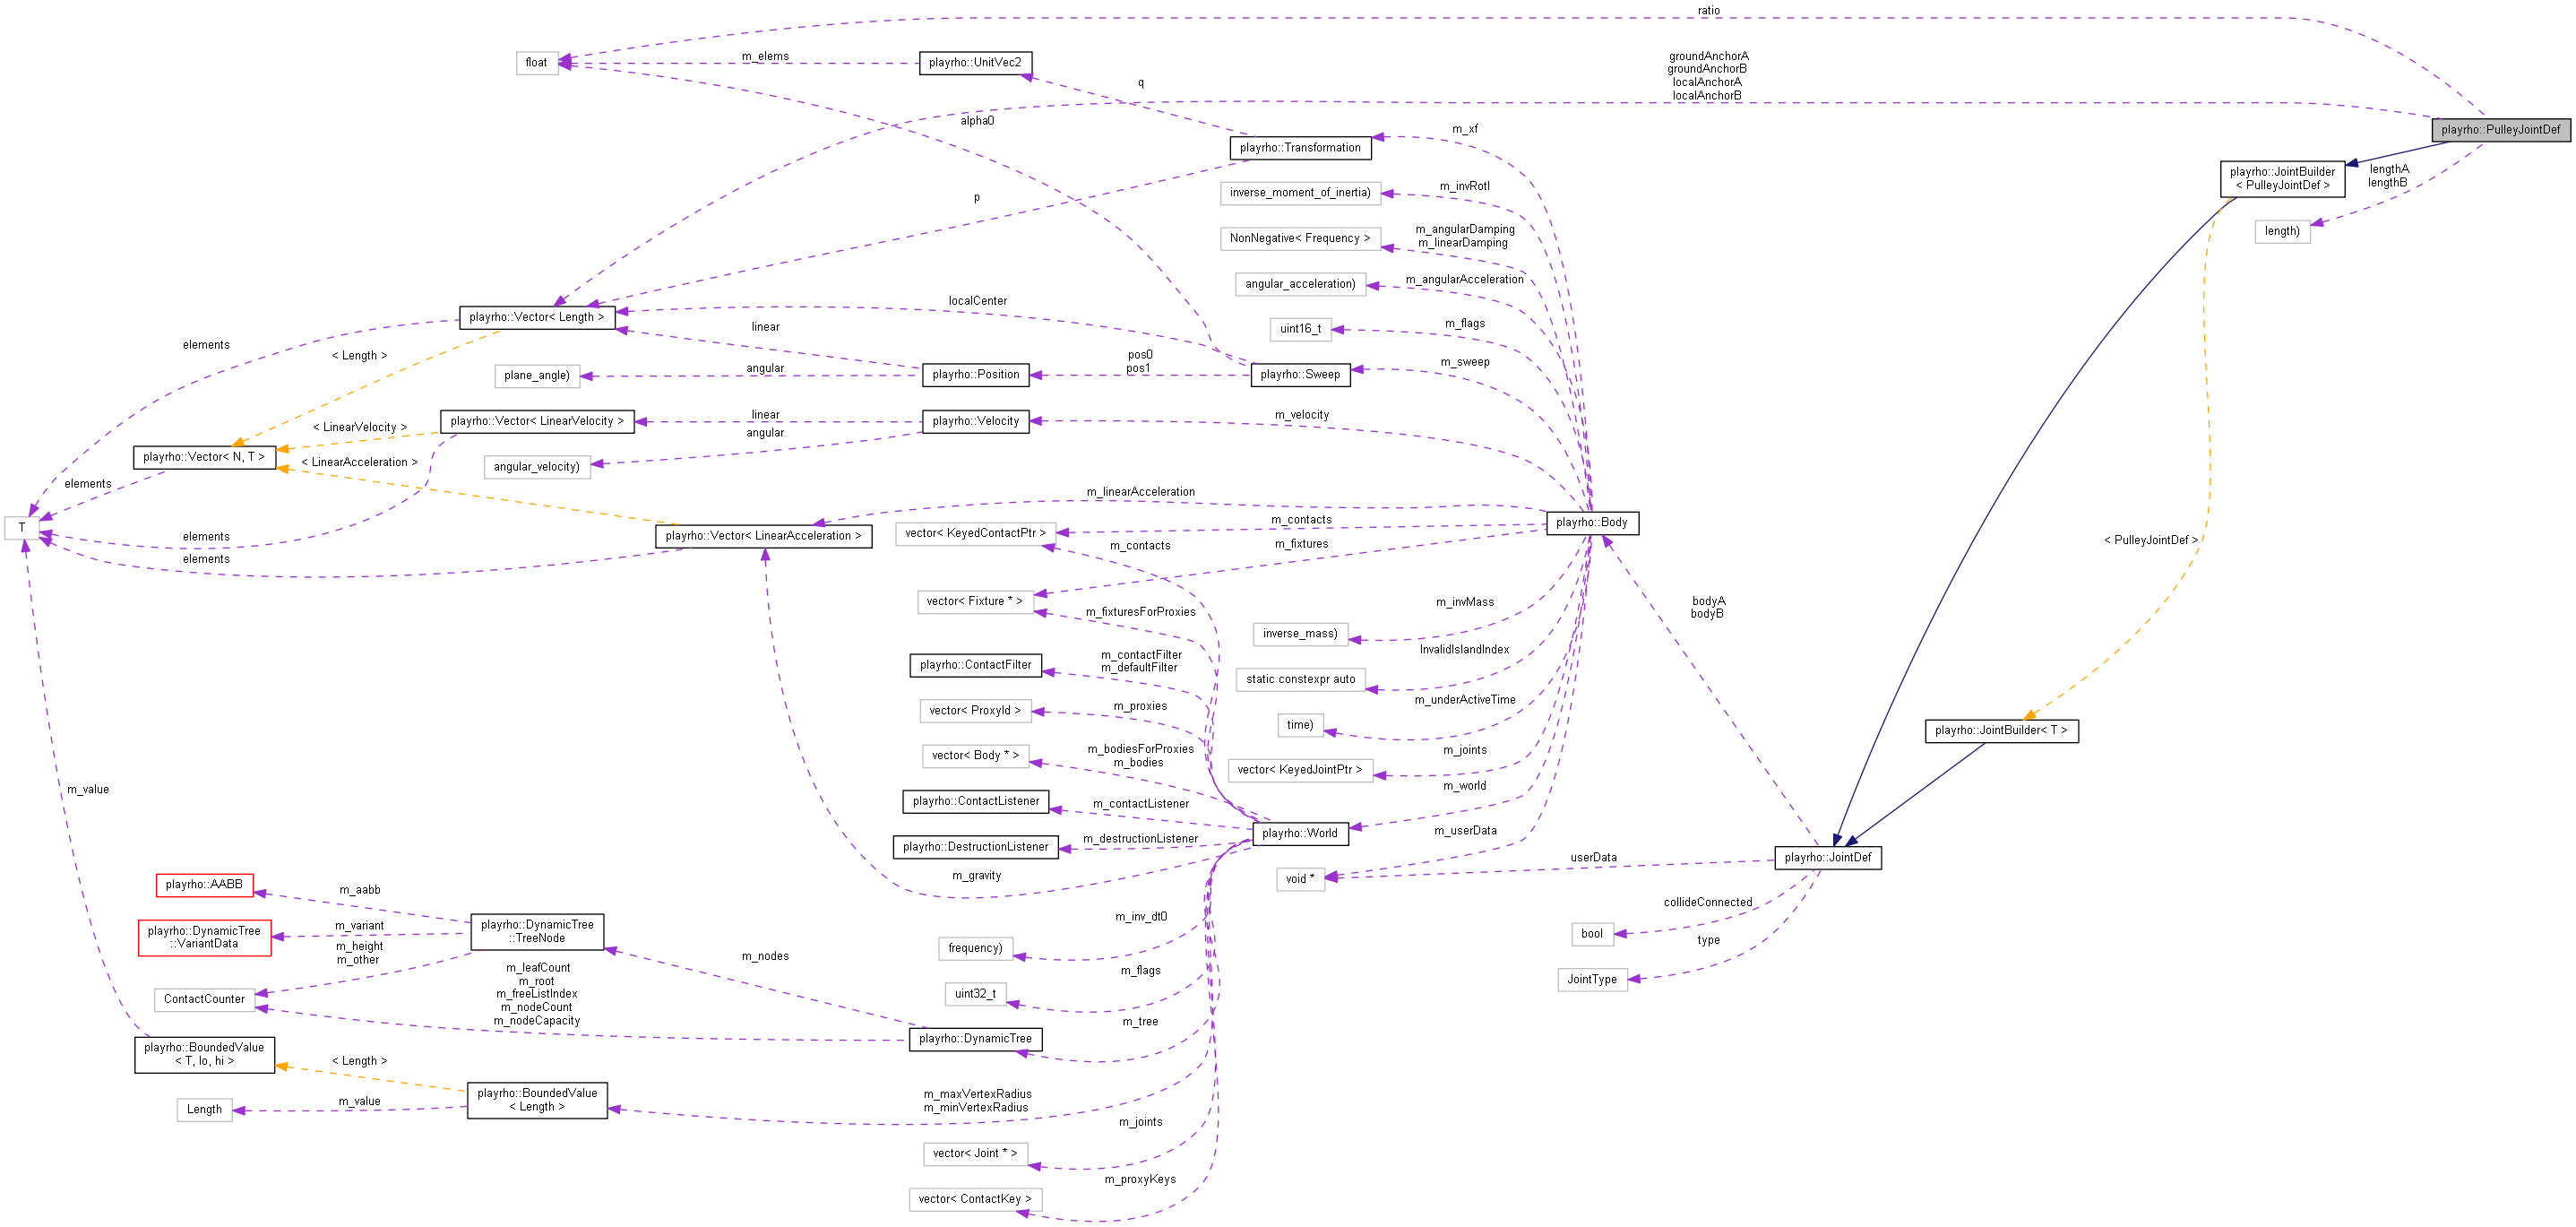 ratio
float
playrho::UnitVec2
m_elems
groundAnchorA
groundAnchorB
localAnchorA
localAnchorB
q
alpha0
playrho::PulleyJointDef
m_xf
playrho::Transformation
playrho::JointBuilder
< PulleyJointDef >
lengthA
lengthB
length)
p
inverse_moment_of_inertia)
m_invRotI
NonNegative< Frequency >
m_angularDamping
m_linearDamping
angular_acceleration)
m_angularAcceleration
localCenter
playrho::Vector< Length >
linear
uint16_t
m_flags
elements
< Length >
plane_angle)
angular
playrho::Position
pos0
pos1
playrho::Sweep
m_sweep
playrho::Vector< LinearVelocity >
linear
playrho::Velocity
m_velocity
< LinearVelocity >
angular
playrho::Vector< N, T >
< LinearAcceleration >
angular_velocity)
elements
m_linearAcceleration
T
elements
elements
playrho::Vector< LinearAcceleration >
vector< KeyedContactPtr >
m_contacts
m_contacts
m_fixtures
playrho::Body
< PulleyJointDef >
vector< Fixture * >
m_fixturesForProxies
m_invMass
inverse_mass)
bodyA
bodyB
playrho::ContactFilter
m_contactFilter
m_defaultFilter
InvalidIslandIndex
static constexpr auto
vector< ProxyId >
m_proxies
m_underActiveTime
time)
playrho::JointBuilder< T >
vector< Body * >
m_bodiesForProxies
m_bodies
m_joints
vector< KeyedJointPtr >
m_value
playrho::ContactListener
m_contactListener
m_world
playrho::World
playrho::DestructionListener
m_destructionListener
m_userData
userData
playrho::JointDef
m_gravity
void *
playrho::AABB
m_aabb
collideConnected
bool
m_inv_dt0
playrho::DynamicTree
::VariantData
m_variant
playrho::DynamicTree
::TreeNode
m_height
m_other
frequency)
type
JointType
m_nodes
m_flags
uint32_t
ContactCounter
m_leafCount
m_root
m_freeListIndex
m_nodeCount
m_nodeCapacity
playrho::DynamicTree
m_tree
playrho::BoundedValue
< T, lo, hi >
< Length >
playrho::BoundedValue
< Length >
Length
m_value
m_maxVertexRadius
m_minVertexRadius
m_joints
vector< Joint * >
m_proxyKeys
vector< ContactKey >